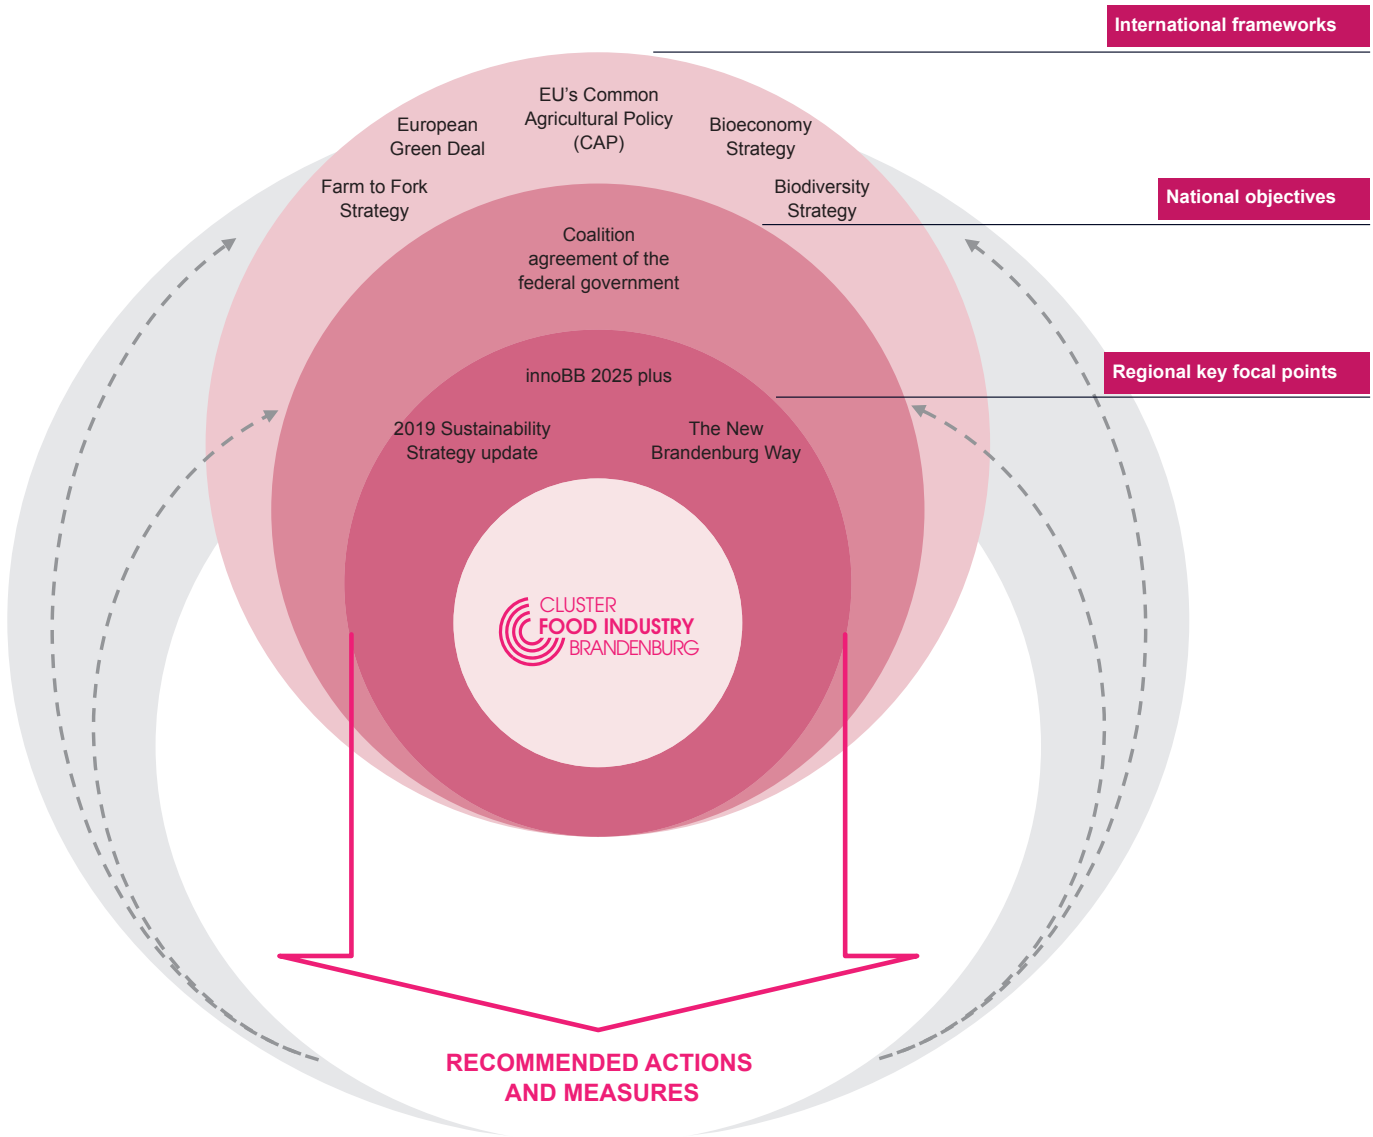 International frameworks
EU's Common
Agricultural Policy
(CAP)
European
Green Deal
Bioeconomy
Strategy
Farm to Fork
Strategy
Biodiversity
Strategy
National objectives
Coalition
agreement of the
federal government
Regional key focal points
innoBB 2025 plus
2019 Sustainability
Strategy update
The New
Brandenburg Way
CLUSTER
FOOD INDUSTRY
BRANDENBURG
RECOMMENDED ACTIONS
AND MEASURES